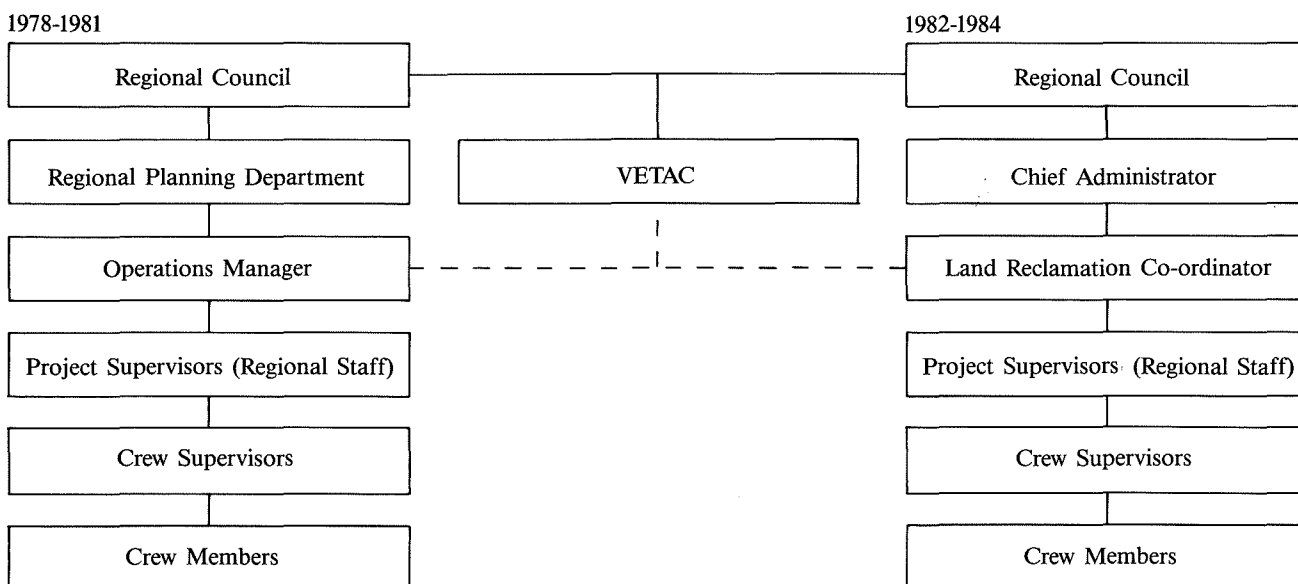 1978-1981
Regional Council
Regional Planning Department
Operations Manager
Project Supervisors (Regional Staff)
Crew Supervisors
Crew Members
VETAC
1982-1984
Regional Council
Chief Administrator
Land Reclamation Co-ordinator
Project Supervisors (Regional Staff)
Crew Supervisors
Crew Members